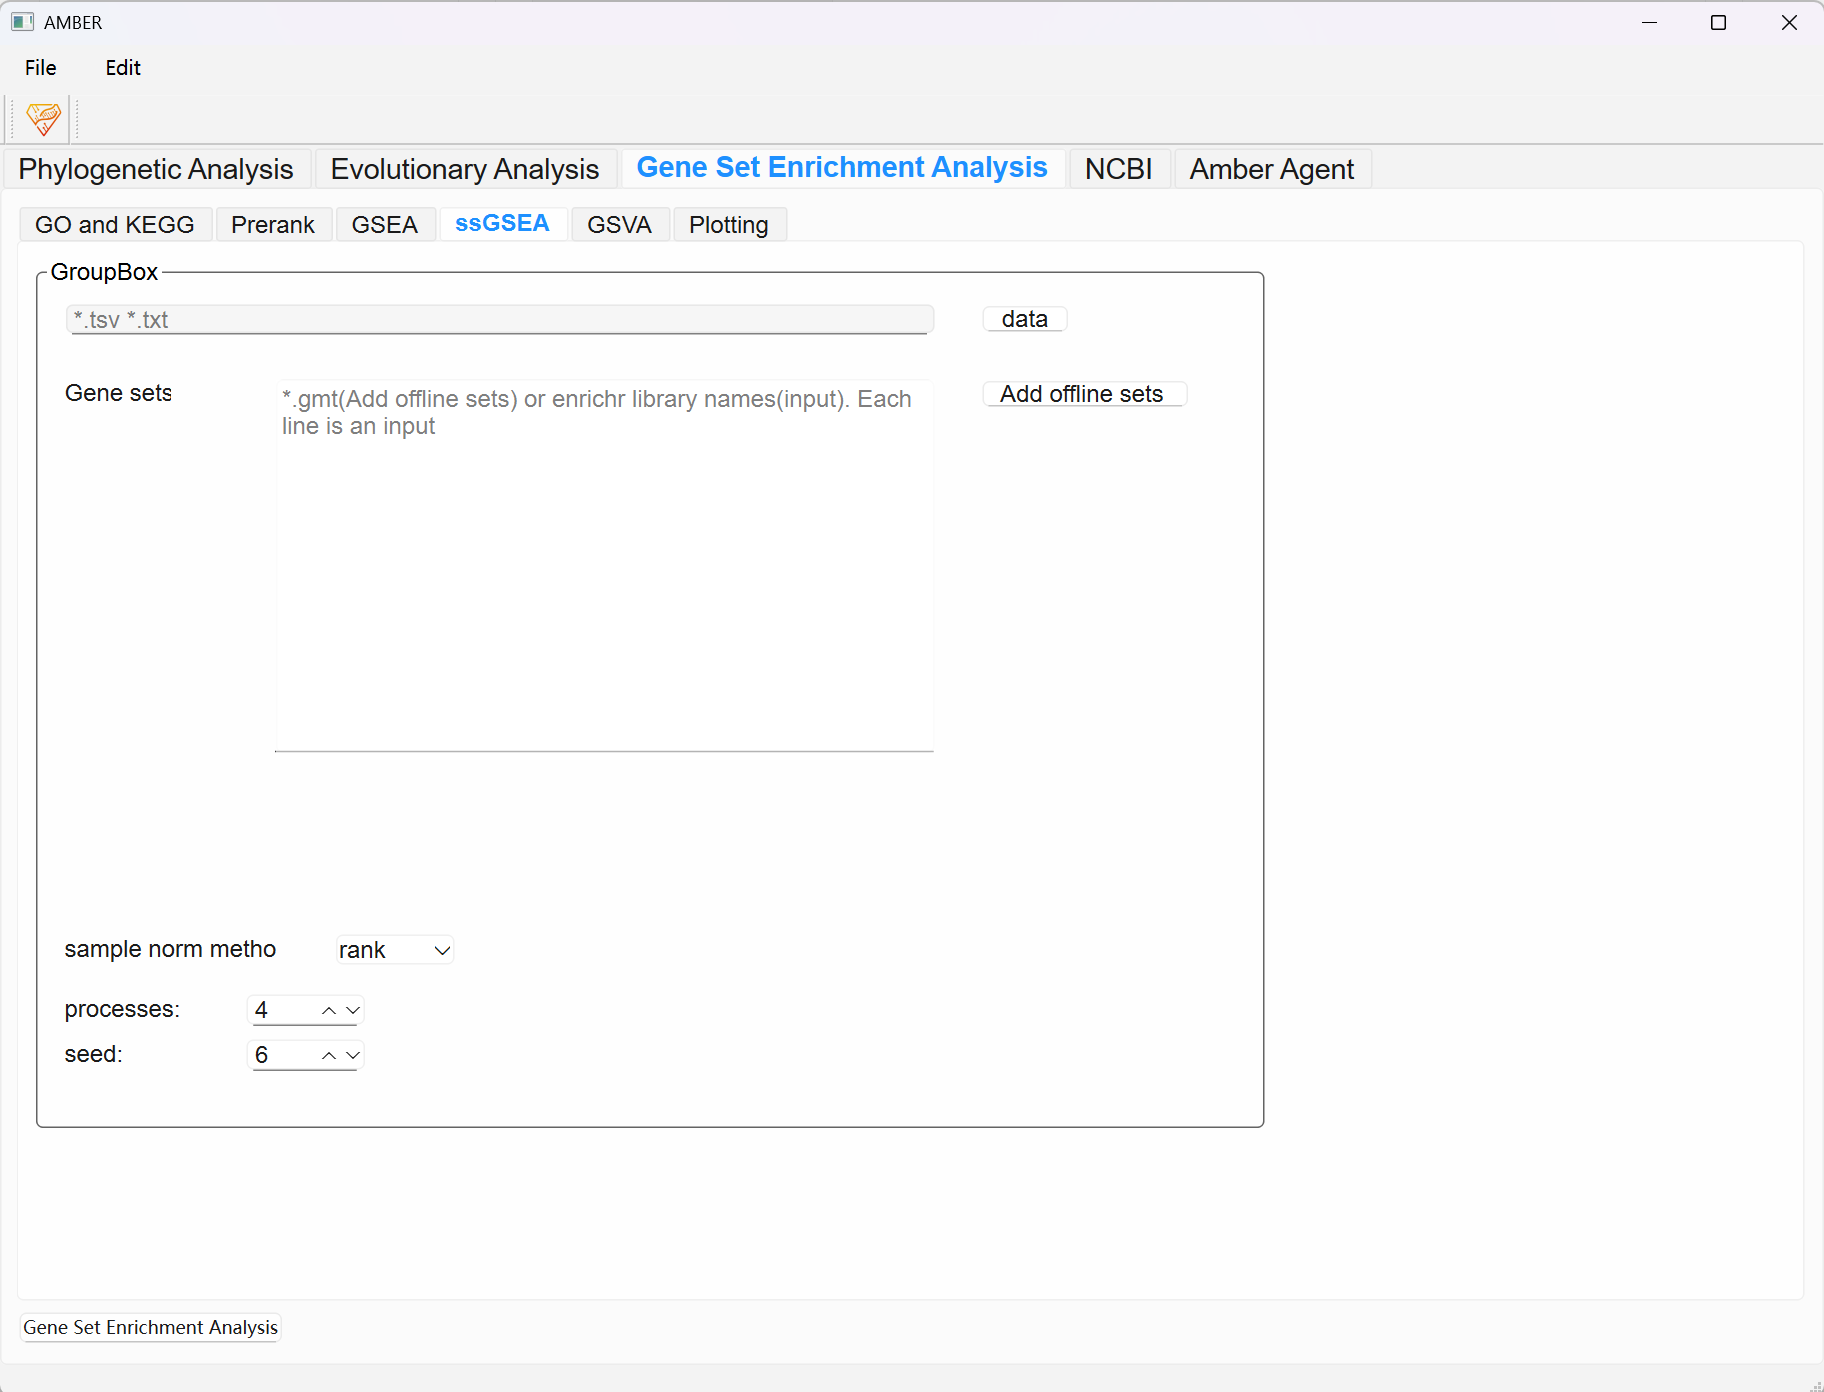 AMBER
File Edit
Phylogenetic Analysis Evolutionary Analysis Gene Set Enrichment Analysis NCBI Amber Agent
GO and KEGG Prerank GSEA ssGSEA GSVA Plotting
GroupBox
*.tsv *.txt data
Gene sets
*.gmt(Add offline sets) or enrichr library names(input). Each
line is an input
Add offline sets
sample norm metho rank
processes: 4
seed: 6
Gene Set Enrichment Analysis